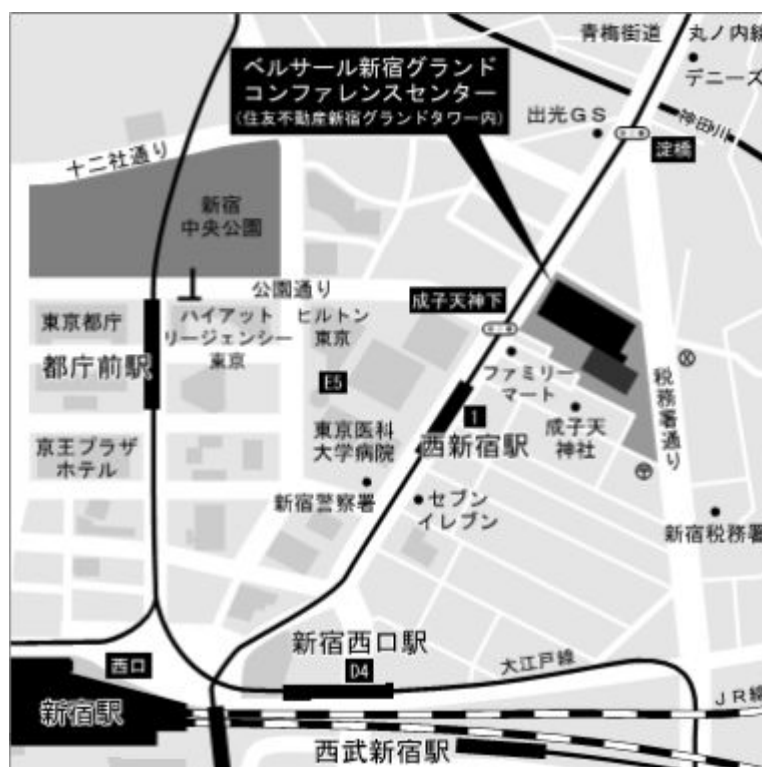 青梅街道
丸ノ内線
デニーズ
ベルサール新宿グランド
コンファレンスセンター
(住友不動産新宿グランドタワー内)
出光GS
神田川
淀橋
十二社通り
新宿
中央公園
公園通り
成子天神下
東京都庁
ハイアット
リージェンシー
東京
ヒルトン
東京
都庁前駅
ファミリー
マート
税務署通り
E5
1
成子天
神社
京王プラザ
ホテル
東京医科
大学病院
西新宿駅
新宿警察署
セブン
イレブン
新宿税務署
新宿西口駅
西口
D4
大江戸線
JR線
新宿駅
西武新宿駅